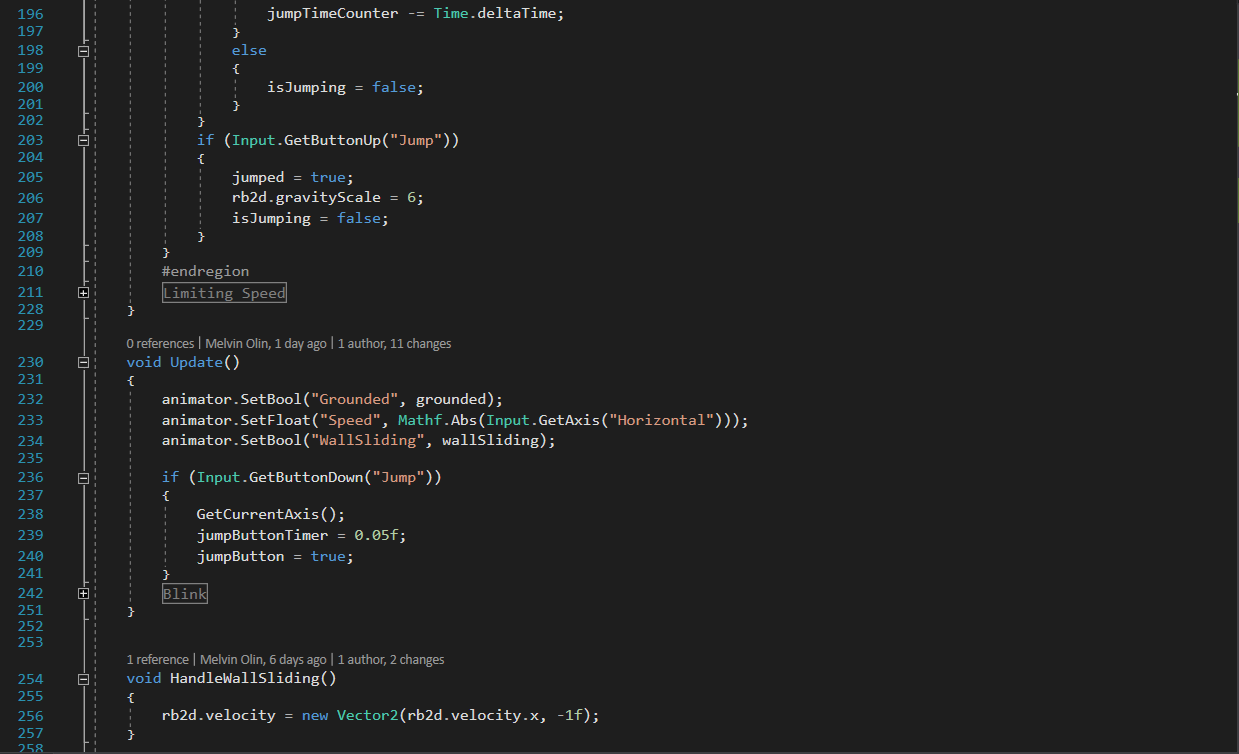 196 jumpTimeCounter -= Time.deltaTime;
197 }
198 else
199 {
200 isJumping = false;
201 }
202 }
203 if (Input.GetButtonUp("Jump"))
204 {
205 jumped = true;
206 rb2d.gravityScale = 6;
207 isJumping = false;
208 }
209 }
210 #endregion
211 Limiting Speed
228 }
229
0 references | Melvin Olin, 1 day ago | 1 author, 11 changes
230 void Update()
231 {
232 animator.SetBool("Grounded", grounded);
233 animator.SetFloat("Speed", Mathf.Abs(Input.GetAxis("Horizontal")));
234 animator.SetBool("WallSliding", wallSliding);
235
236 if (Input.GetButtonDown("Jump"))
237 {
238 GetCurrentAxis();
239 jumpButtonTimer = 0.05f;
240 jumpButton = true;
241 }
242 Blink
251 }
252
253
1 reference | Melvin Olin, 6 days ago | 1 author, 2 changes
254 void HandleWallSliding()
255 {
256 rb2d.velocity = new Vector2(rb2d.velocity.x, -1f);
257 }
258